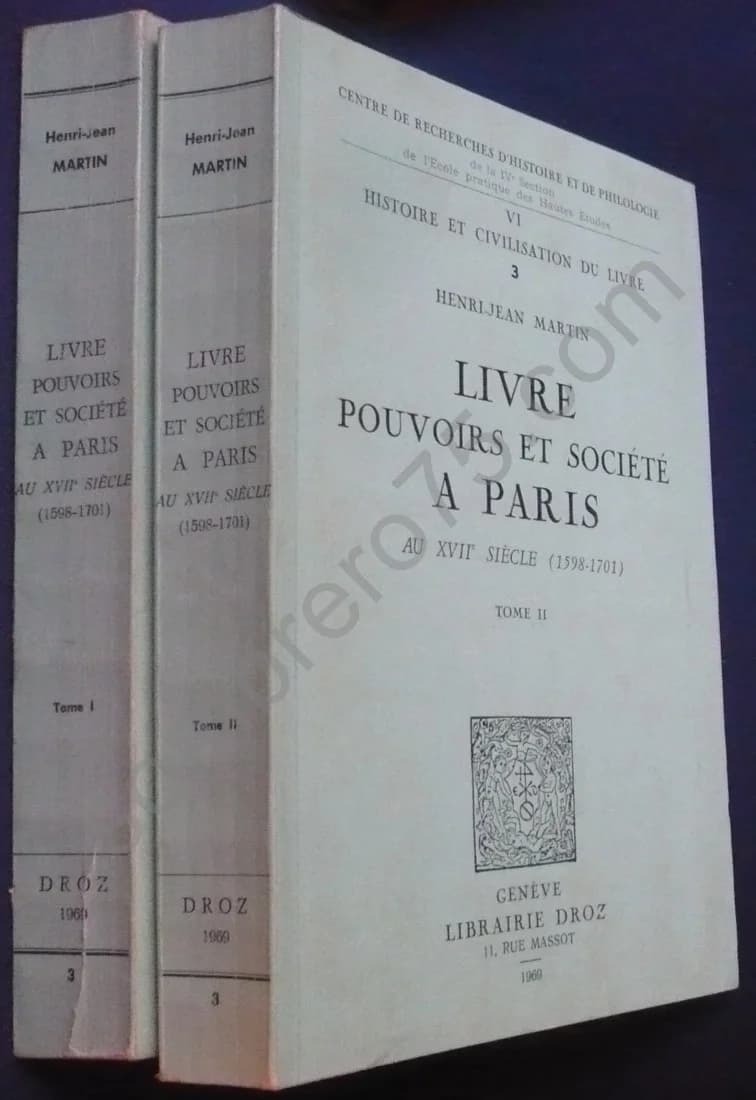 Henri-Jean
MARTIN
LIVRE
POUVOIRS
ET SOCIÉTÉ
A PARIS
AU XVIIe SIÈCLE
(1598-1701)
Tome I
DROZ
1969
3
Henri-Jean
MARTIN
LIVRE
POUVOIRS
ET SOCIÉTÉ
A PARIS
AU XVIIe SIÈCLE
(1598-1701)
Tome II
DROZ
1969
3
CENTRE DE RECHERCHES D'HISTOIRE ET DE PHILOLOGIE
de la IVe Section
de l'École pratique des Hautes Études
VI
HISTOIRE ET CIVILISATION DU LIVRE
3
HENRI-JEAN MARTIN
LIVRE
POUVOIRS ET SOCIÉTÉ
A PARIS
AU XVIIe SIÈCLE (1598-1701)
TOME II
GENÈVE
LIBRAIRIE DROZ
11, RUE MASSOT
1969